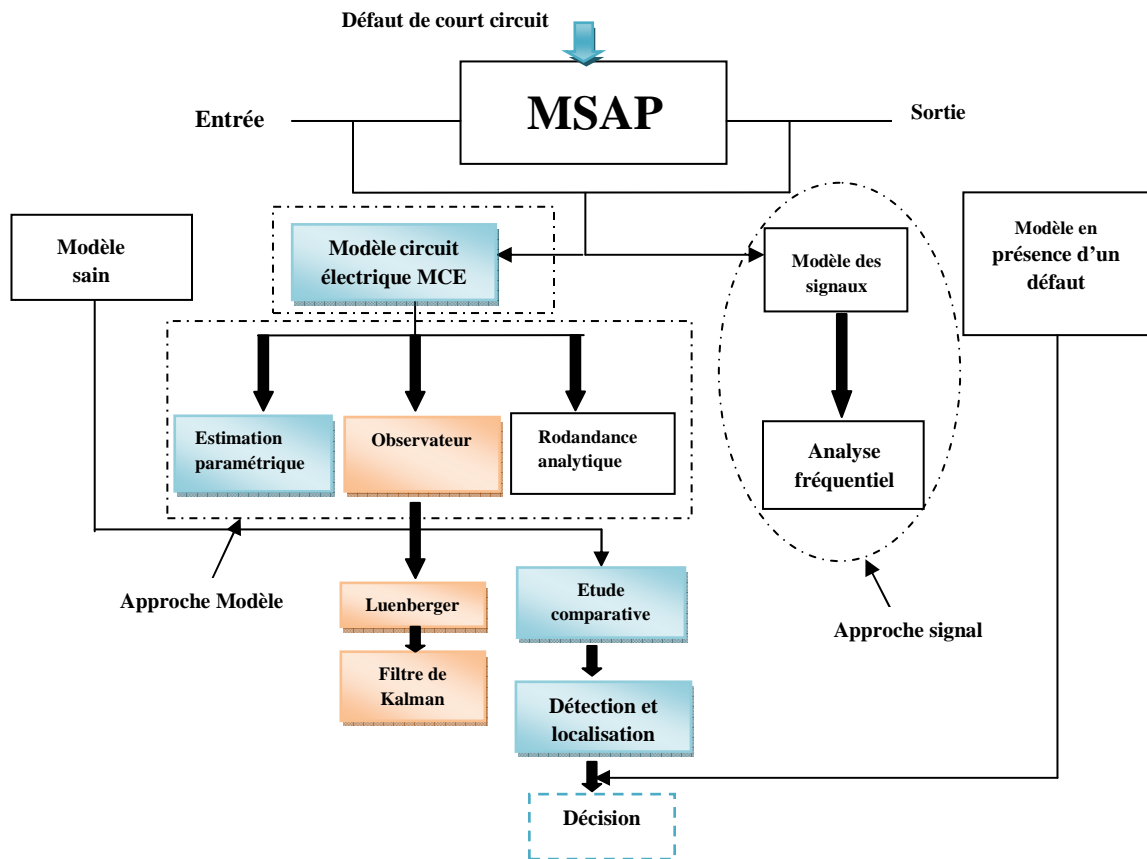 Défaut de court circuit
MSAP
Entrée
Sortie
Modèle
sain
Modèle circuit
électrique MCE
Modèle des
signaux
Modèle en
présence d'un
défaut
Estimation
paramétrique
Observateur
Rodandance
analytique
Analyse
fréquentiel
Approche Modèle
Luenberger
Etude
comparative
Approche signal
Filtre de
Kalman
Détection et
localisation
Décision